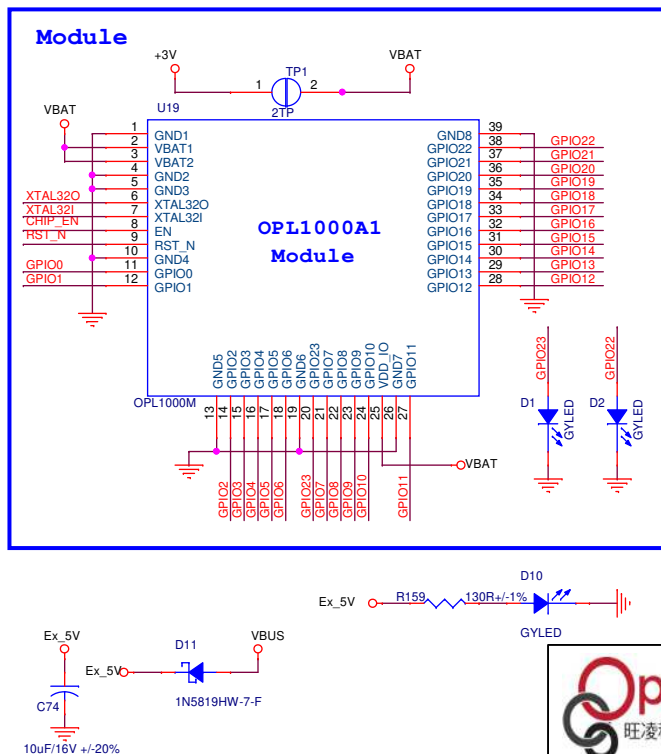 Module
+3V
TP1
VBAT
1
2
2TP
VBAT
U19
1 GND1
2 VBAT1
3 VBAT2
4 GND2
5 GND3
XTAL32O 6 XTAL32O
XTAL32I 7 XTAL32I
CHIP_EN 8 EN
RST_N 9 RST_N
10 GND4
GPIO0 11 GPIO0
GPIO1 12 GPIO1
OPL1000A1
Module
GND8 39
GPIO22 38 GPIO22
GPIO21 37 GPIO21
GPIO20 36 GPIO20
GPIO19 35 GPIO19
GPIO18 34 GPIO18
GPIO17 33 GPIO17
GPIO16 32 GPIO16
GPIO15 31 GPIO15
GPIO14 30 GPIO14
GPIO13 29 GPIO13
GPIO12 28 GPIO12
GND5 GPIO2 GPIO3 GPIO4 GPIO5 GPIO6 GND6 GPIO23 GPIO7 GPIO8 GPIO9 GPIO10 VDD_IO GND7 GPIO11
OPL1000M
13 14 15 16 17 18 19 20 21 22 23 24 25 26 27
GPIO2 GPIO3 GPIO4 GPIO5 GPIO6 GPIO23 GPIO7 GPIO8 GPIO9 GPIO10 GPIO11
VBAT
GPIO23
D1
GYLED
GPIO22
D2
GYLED
D10
Ex_5V
R159
130R+/-1%
GYLED
Ex_5V
C74
10uF/16V +/-20%
D11
VBUS
Ex_5V
1N5819HW-7-F
Op
旺凌